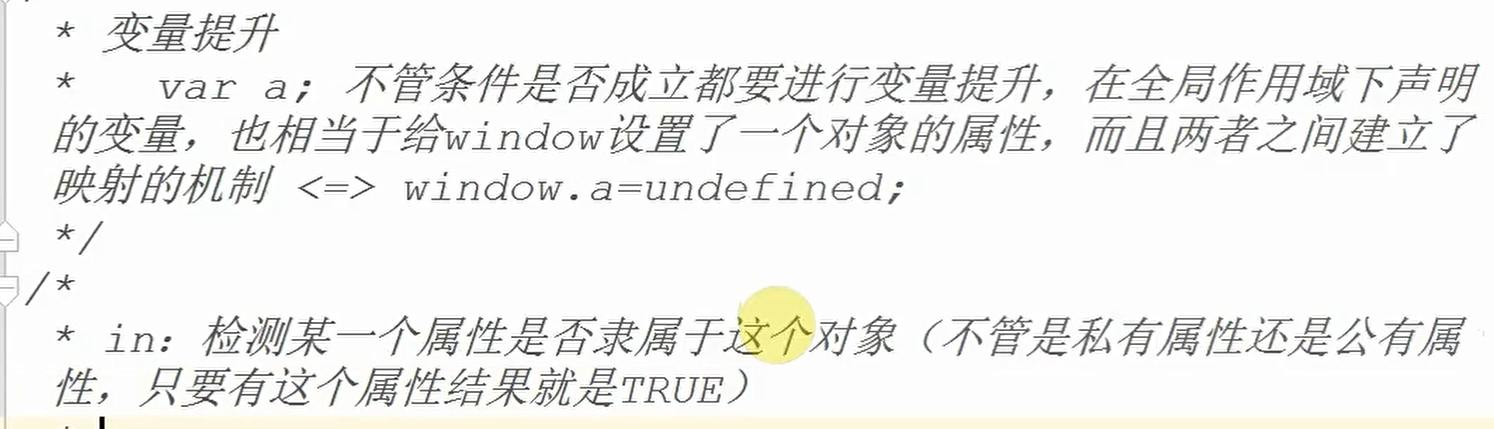 * 变量提升
*   var a; 不管条件是否成立都要进行变量提升，在全局作用域下声明
的变量，也相当于给window设置了一个对象的属性，而且两者之间建立了
映射的机制 <=> window.a=undefined;
*/
/*
* in：检测某一个属性是否隶属于这个对象（不管是私有属性还是公有属
性，只要有这个属性结果就是TRUE）
*